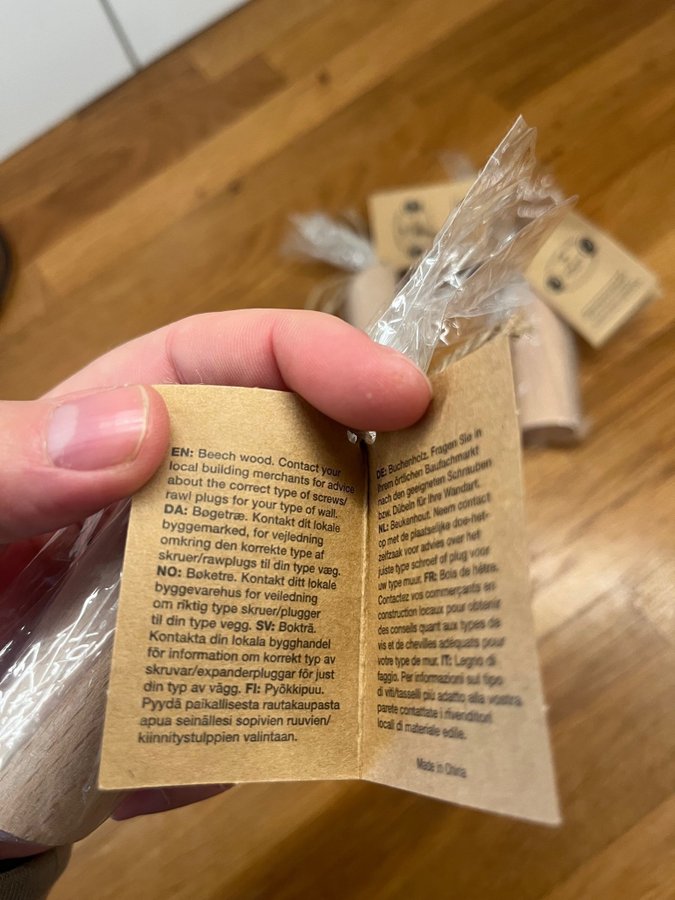 EN: Beech wood. Contact your
local building merchants for advice
about the correct type of screws/
rawl plugs for your type of wall.
DA: Bøgetræ. Kontakt dit lokale
byggemarked, for vejledning
omkring den korrekte type af
skruer/rawplugs til din type væg.
NO: Bøketre. Kontakt ditt lokale
byggevarehus for veiledning
om riktig type skruer/plugger
til din type vegg. SV: Bokträ.
Kontakta din lokala bygghandel
för information om korrekt typ av
skruvar/expanderpluggar för just
din typ av vägg. FI: Pyökkipuu.
Pyydä paikallisesta rautakaupasta
apua seinällesi sopivien ruuvien/
kiinnitystulppien valintaan.
DE: Buchenholz. Fragen Sie in
Ihrem örtlichen Baufachmarkt
nach den geeigneten Schrauben
bzw. Dübeln für Ihre Wandart.
NL: Beukenhout. Neem contact
op met de plaatselijke doe-het-
zelfzaak voor advies over het
juiste type schroef of plug voor
uw type muur. FR: Bois de hêtre.
Contactez vos commerçants en
construction locaux pour obtenir
des conseils quant aux types de
vis et de chevilles adéquats pour
votre type de mur. IT: Legno di
faggio. Per informazioni sul tipo
di viti/tasselli più adatto alla vostra
parete contattate i rivenditori
locali di materiale edile.
Made in China